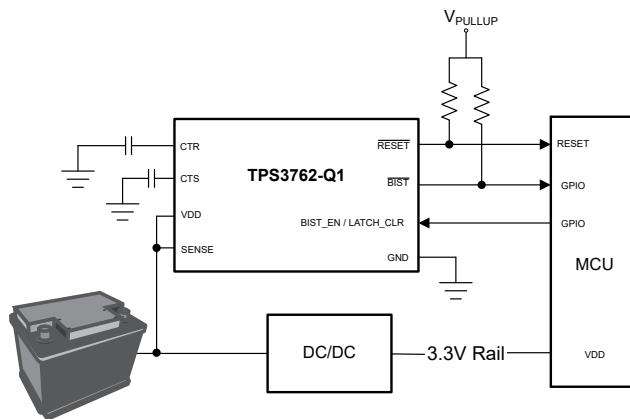 VPULLUP
CTR
CTS
VDD
SENSE
TPS3762-Q1
RESET
BIST
BIST_EN / LATCH_CLR
GND
RESET
GPIO
GPIO
MCU
VDD
DC/DC
3.3V Rail